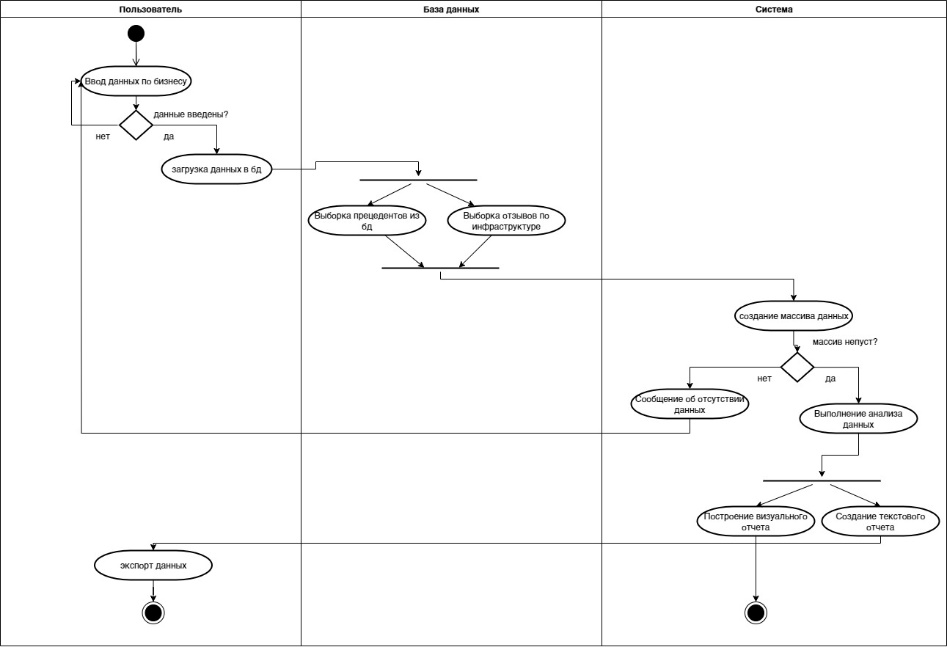 Пользователь
База данных
Система
Ввод данных по бизнесу
данные введены?
нет
да
загрузка данных в бд
Выборка прецедентов из
бд
Выборка отзывов по
инфраструктуре
создание массива данных
массив непуст?
нет
да
Сообщение об отсутствии
данных
Выполнение анализа
данных
Построение визуального
отчета
Создание текстового
отчета
экспорт данных